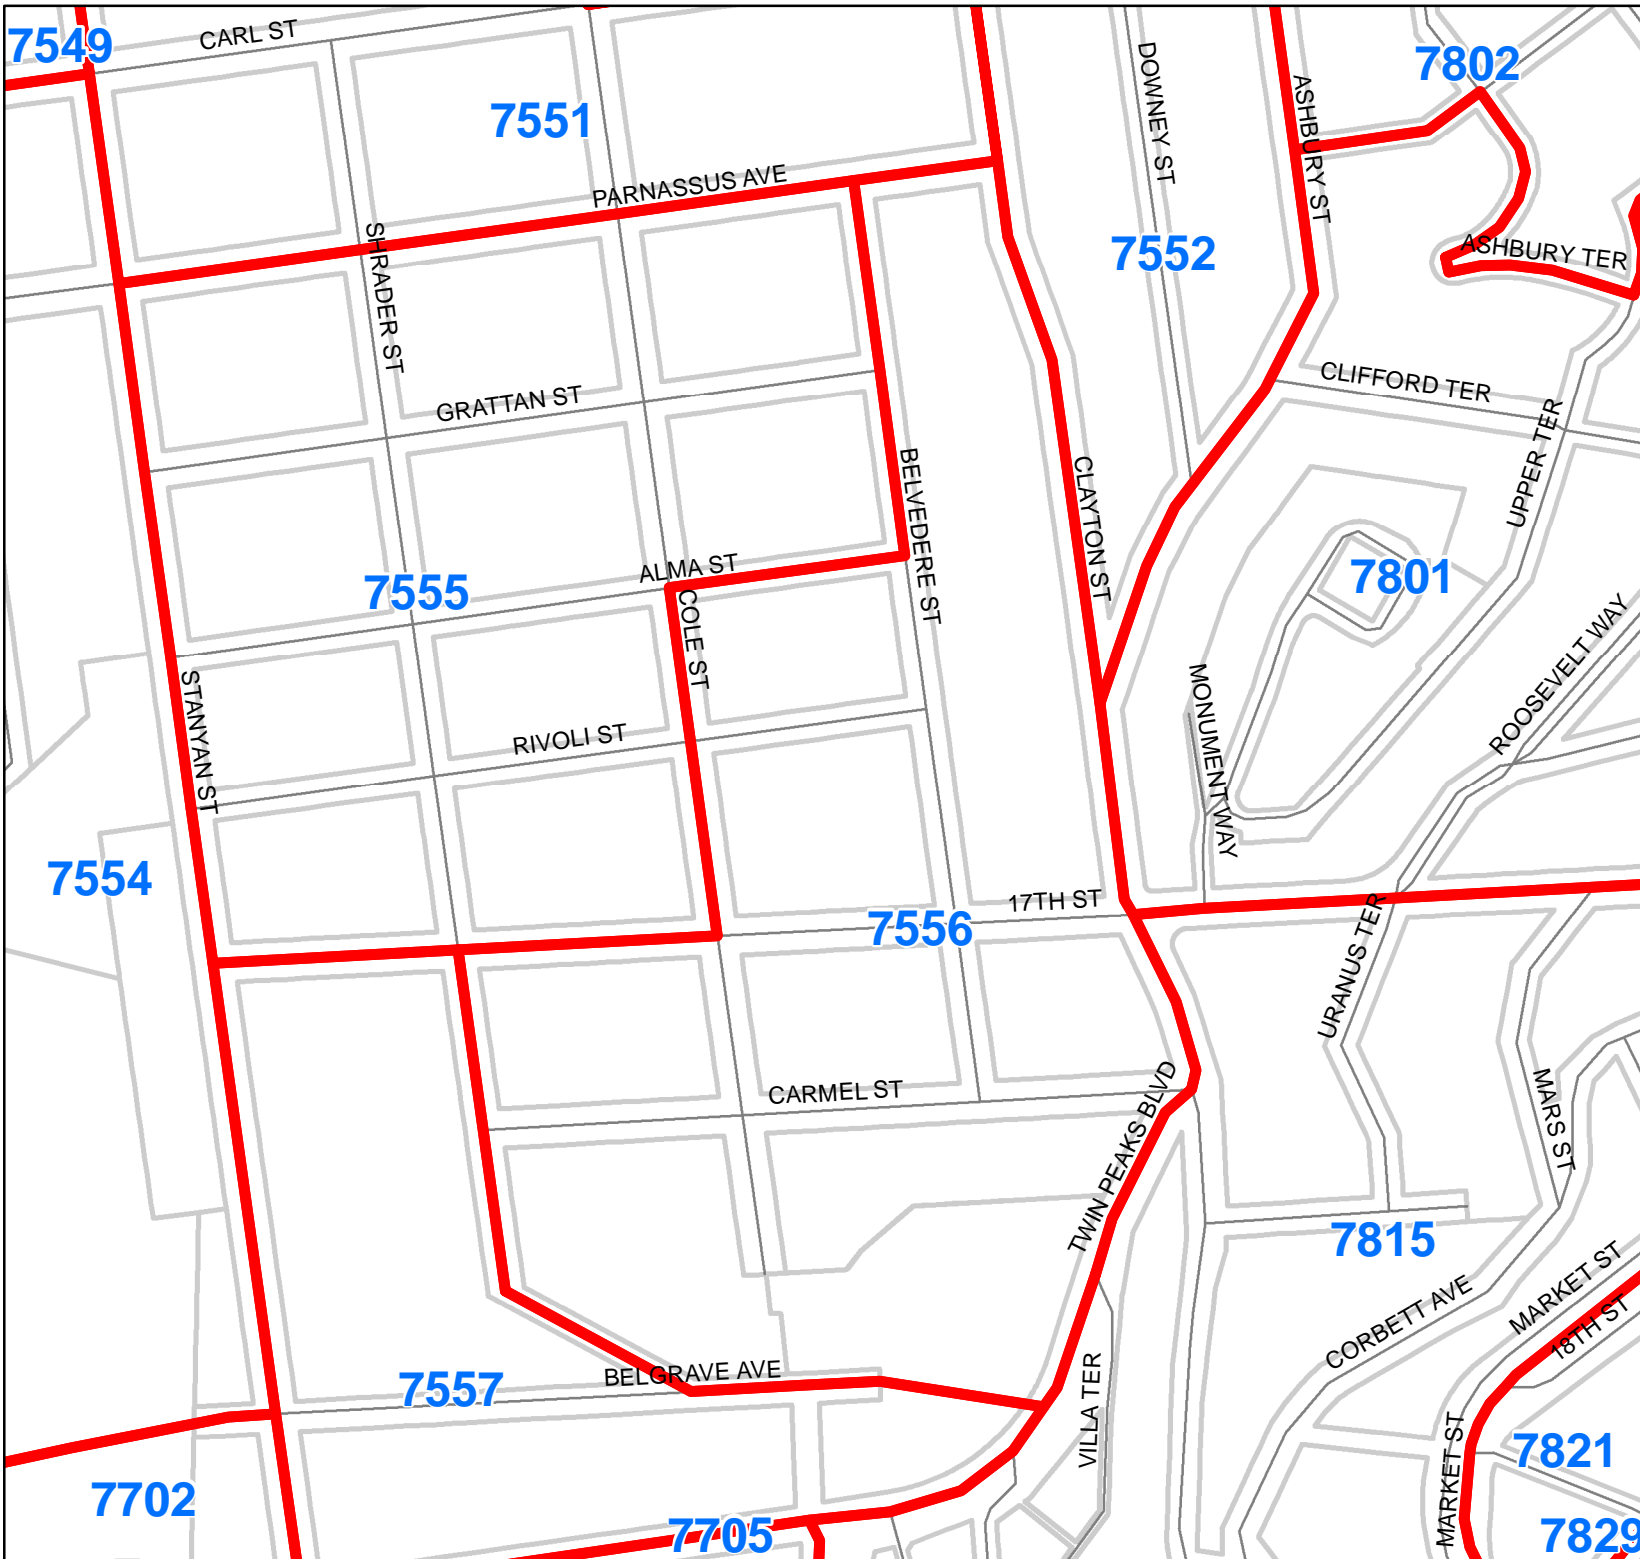 CARL ST
7549
DOWNEY ST
7802
7551
ASHBURY ST
PARNASSUS AVE
SHRADER ST
7552
ASHBURY TER
GRATTAN ST
CLIFFORD TER
UPPER TER
BELVEDERE ST
CLAYTON ST
ALMA ST
7555
7801
COLE ST
ROOSEVELT WAY
STANYAN ST
MONUMENT WAY
RIVOLI ST
7554
17TH ST
7556
URANUS TER
CARMEL ST
TWIN PEAKS BLVD
MARS ST
7815
MARKET ST
CORBETT AVE
18TH ST
BELGRAVE AVE
7557
VILLA TER
MARKET ST
7821
7702
7705
7829